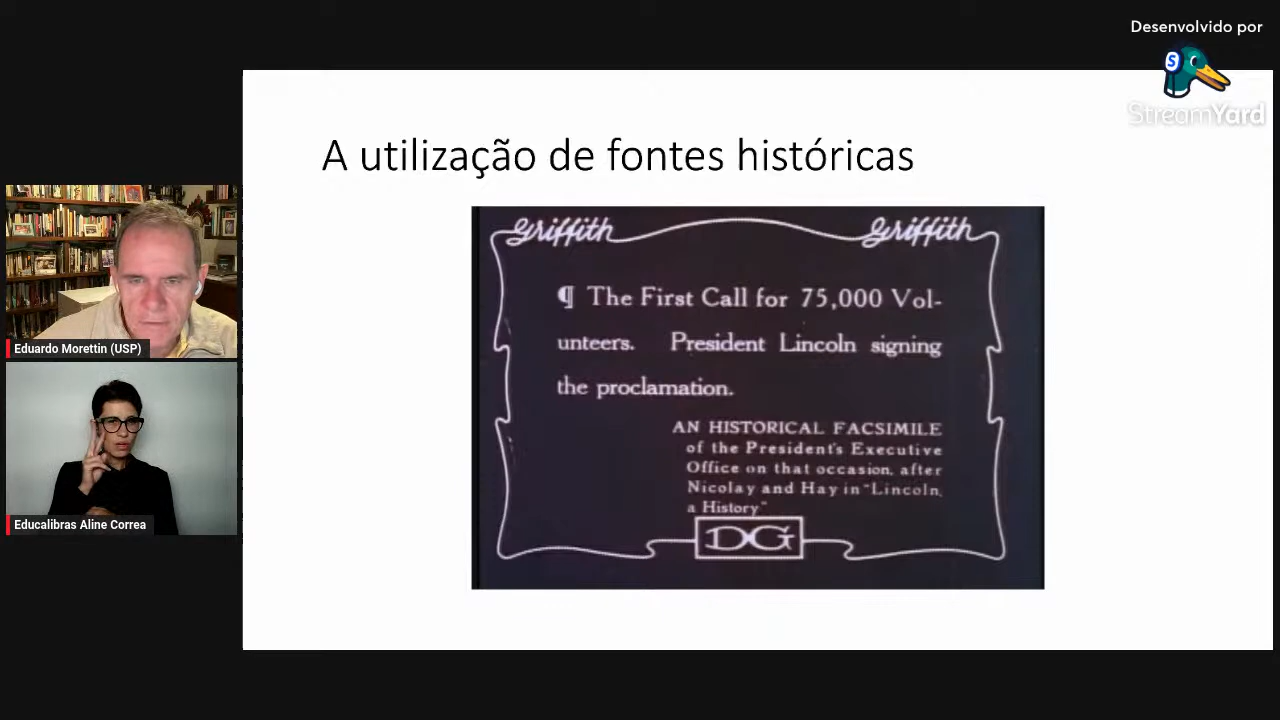 Desenvolvido por
S
StreamYard
A utilização de fontes históricas
Griffith Griffith
¶ The First Call for 75,000 Vol-
unteers. President Lincoln signing
the proclamation.
AN HISTORICAL FACSIMILE
of the President's Executive
Office on that occasion, after
Nicolay and Hay in "Lincoln,
a History"
DG
Eduardo Morettin (USP)
Educalibras Aline Correa